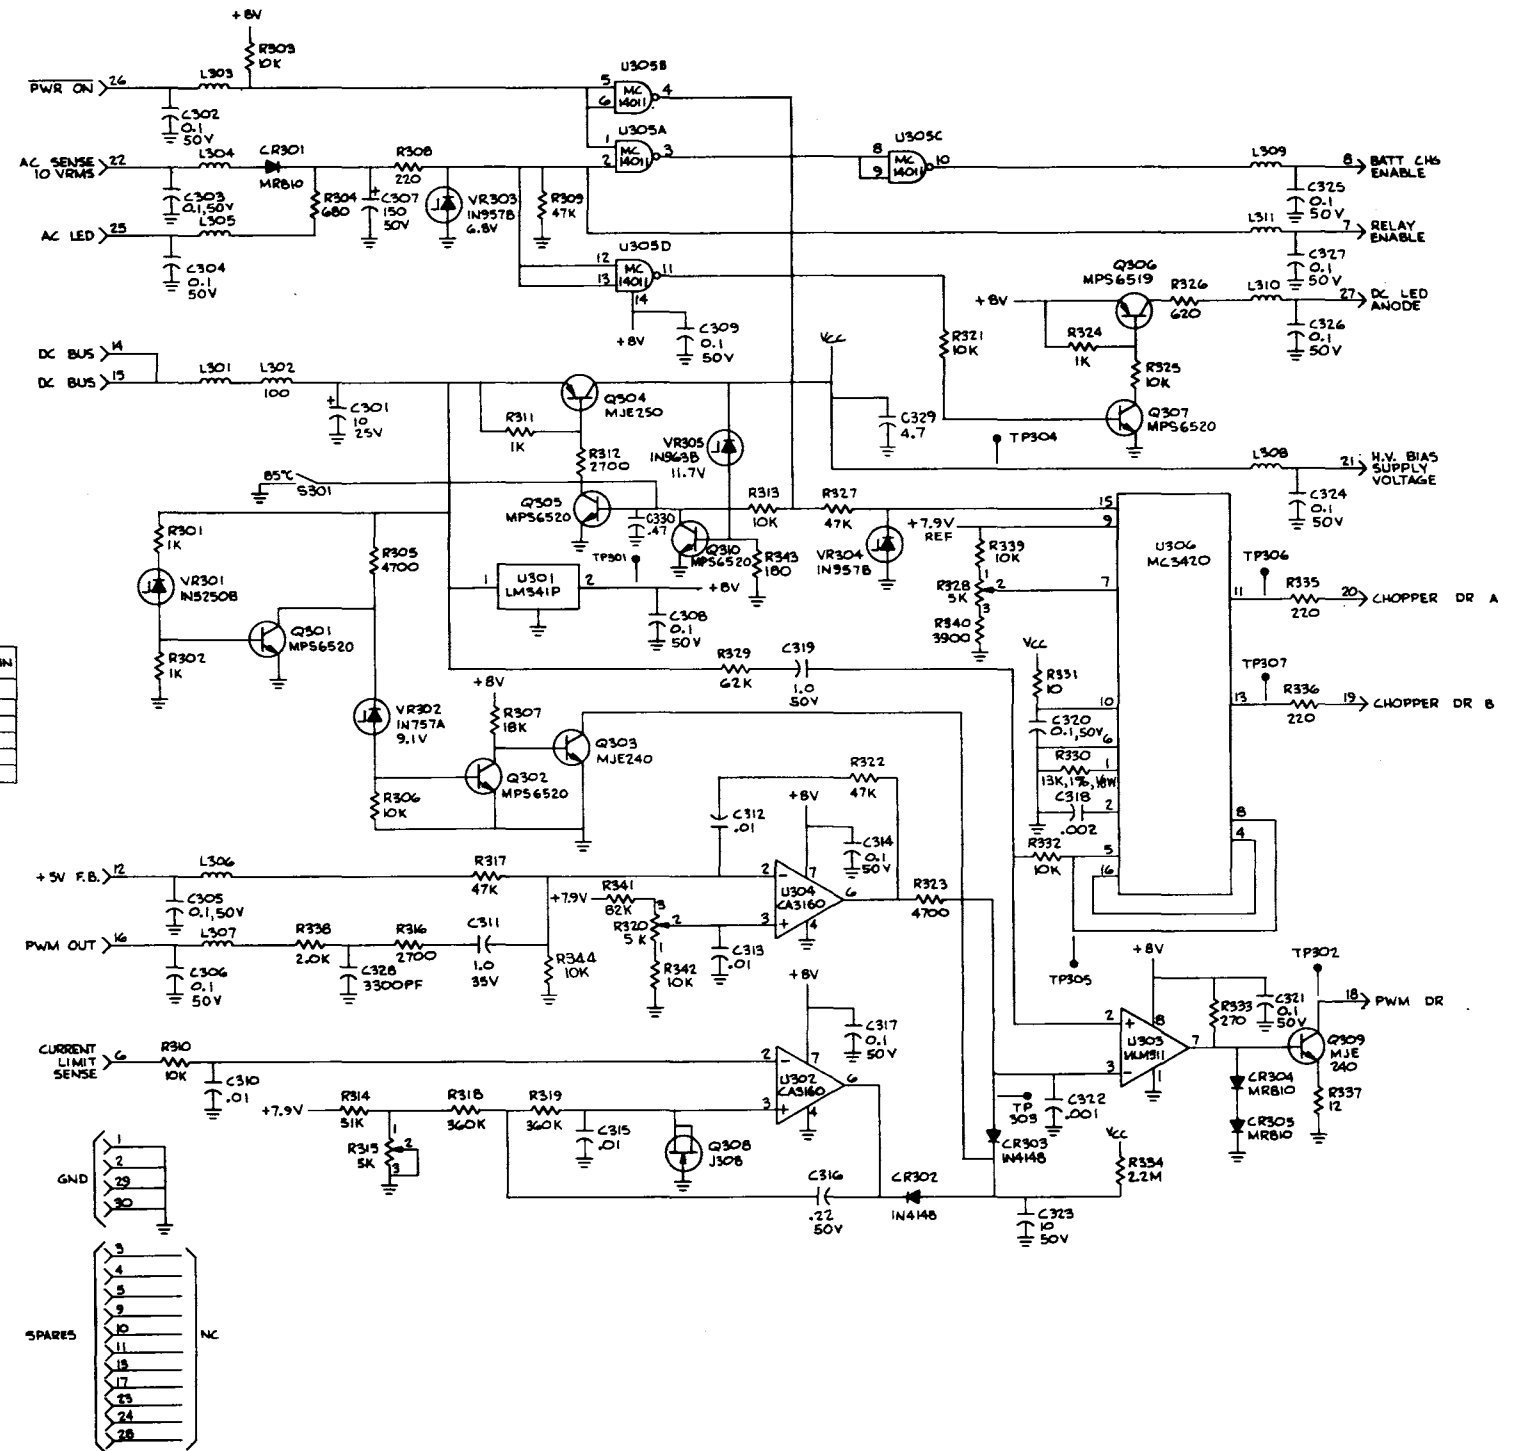 +8V
R303
10K
PWR ON
26
L303
C302
0.1
50V
U305B
5
6
MC
14011
4
U305A
1
2
MC
14011
3
U305C
8
9
MC
14011
10
L309
8
BATT CHG
ENABLE
C325
0.1
50V
AC SENSE
10 VRMS
22
L304
CR301
MR810
C303
0.1,50V
R304
680
C307
150
50V
R308
220
VR303
IN957B
6.8V
R309
47K
AC LED
25
L305
C304
0.1
50V
L311
7
RELAY
ENABLE
C327
0.1
50V
U305D
12
13
MC
14011
11
14
+8V
C309
0.1
50V
Q306
MPS6519
+8V
R326
620
L310
27
DC LED
ANODE
C326
0.1
50V
R324
1K
R321
10K
R325
10K
Q307
MPS6520
DC BUS
14
DC BUS
15
L301
L302
100
C301
10
25V
R311
1K
Q304
MJE250
R312
2700
VR305
IN963B
11.7V
VCC
C329
4.7
TP304
L308
21
H.V. BIAS
SUPPLY
VOLTAGE
C324
0.1
50V
85°C
S301
Q305
MPS6520
C330
.47
Q310
MPS6520
R313
10K
R327
47K
R343
180
VR304
IN957B
+7.9V
REF
R339
10K
R328
5K
1
2
3
R340
3900
15
9
7
U306
MC3420
11
TP306
R335
220
20
CHOPPER DR A
13
TP307
R336
220
19
CHOPPER DR B
R301
1K
VR301
IN5250B
R302
1K
Q301
MPS6520
R305
4700
TP301
1
U301
LM341P
2
+8V
C308
0.1
50V
R329
62K
C319
1.0
50V
VCC
R331
10
10
C320
0.1,50V
6
R330
13K,1%,1/8W
1
C318
.002
2
R332
10K
5
16
8
4
TP305
VR302
IN757A
9.1V
R306
10K
+8V
R307
18K
Q302
MPS6520
Q303
MJE240
R322
47K
C312
.01
+8V
C314
0.1
50V
+5V F.B.
12
L306
C305
0.1,50V
R317
47K
+7.9V
R341
82K
R320
5K
3
2
1
R342
10K
C313
.01
2
3
7
U304
CA3160
4
6
R323
4700
PWM OUT
16
L307
C306
0.1
50V
R338
2.0K
C328
3300PF
R316
2700
C311
1.0
35V
R344
10K
+8V
C317
0.1
50V
+8V
2
3
8
U303
MLM311
1
7
R333
270
C321
0.1
50V
TP302
18
PWM DR
Q309
MJE
240
CR304
MR810
CR305
MR810
R337
12
CURRENT
LIMIT
SENSE
6
R310
10K
C310
.01
2
3
7
U302
CA3160
4
6
+7.9V
R314
51K
R315
5K
1
2
3
R318
360K
R319
360K
C315
.01
Q308
J308
TP
303
C322
.001
CR303
IN4148
VCC
R334
2.2M
C316
.22
50V
CR302
IN4148
C323
10
50V
GND
1
2
29
30
SPARES
3
4
5
9
10
11
13
17
23
24
28
NC
IN